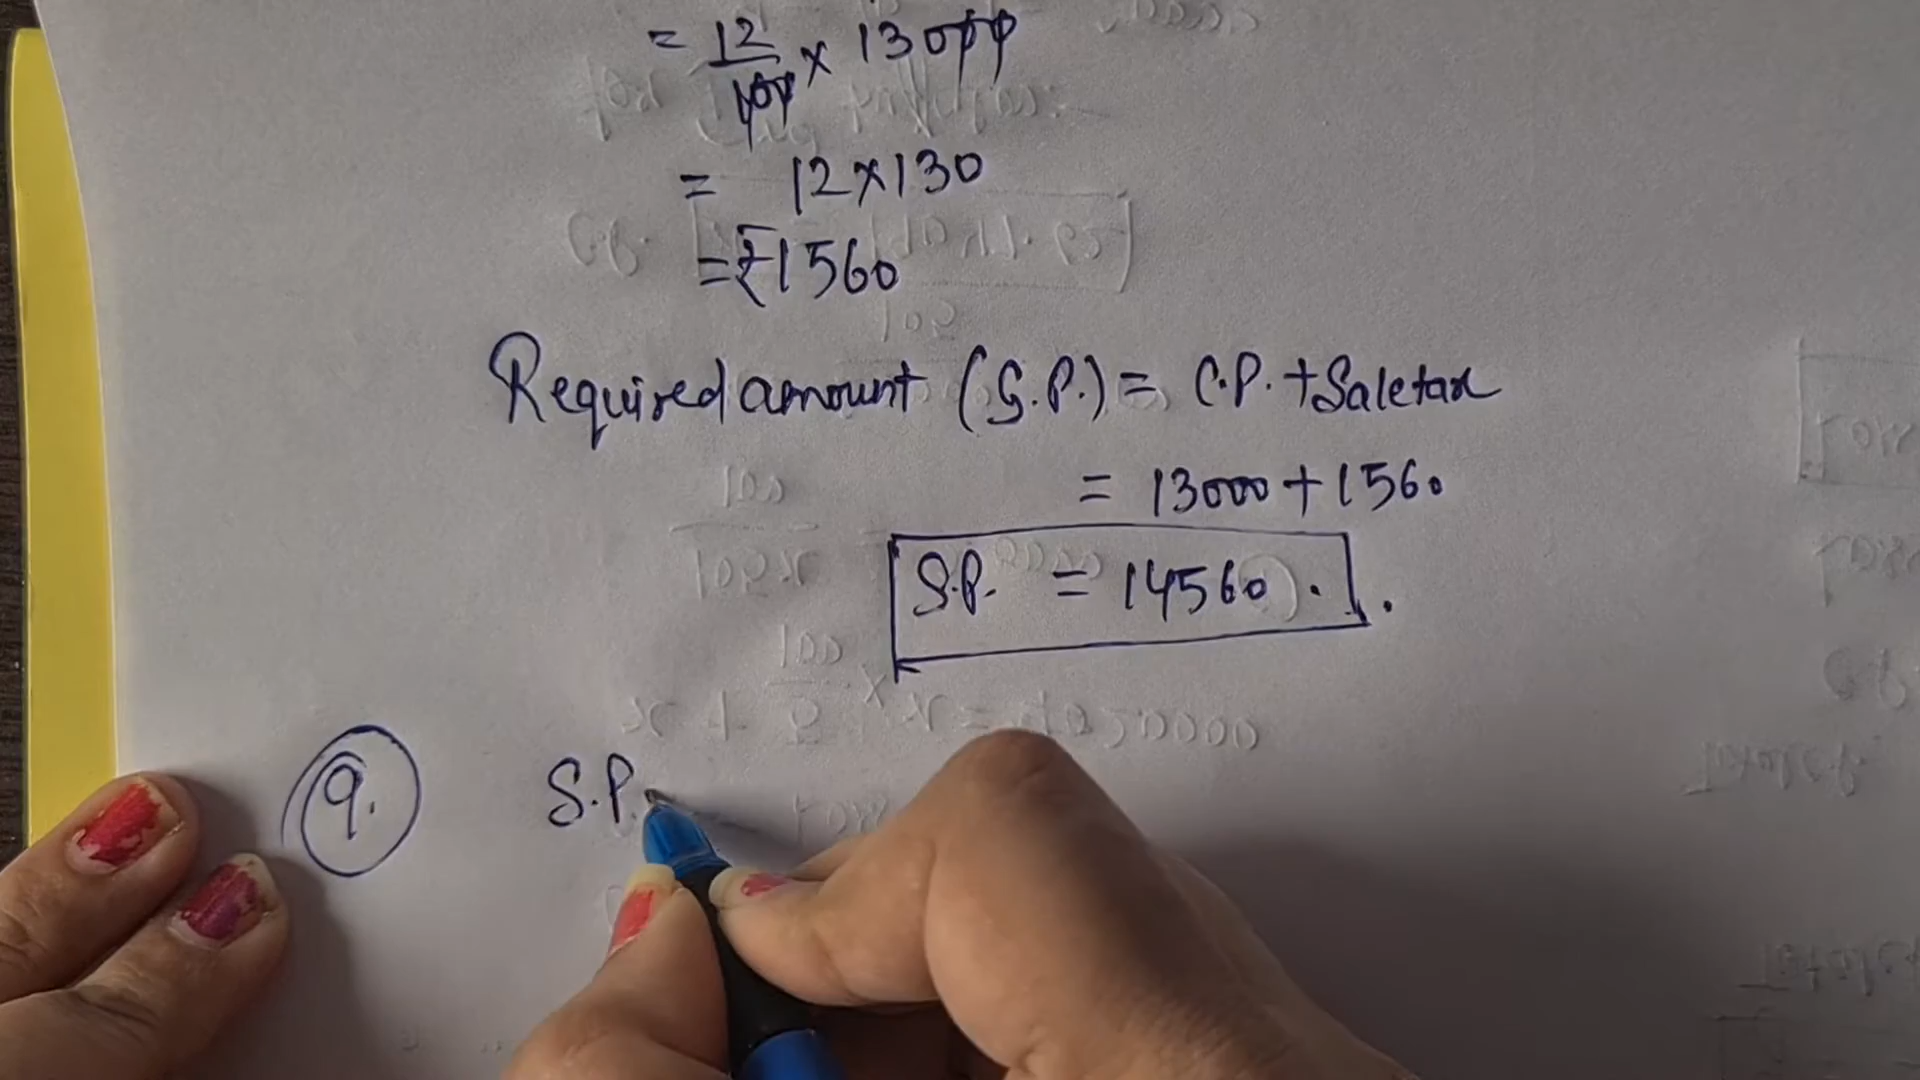 = 12/100 × 13000
= 12×130
= ₹1560
Required amount (S.P.) = C.P. + Saletax
= 13000 + 1560
S.P. = 14560.
9. S.P.